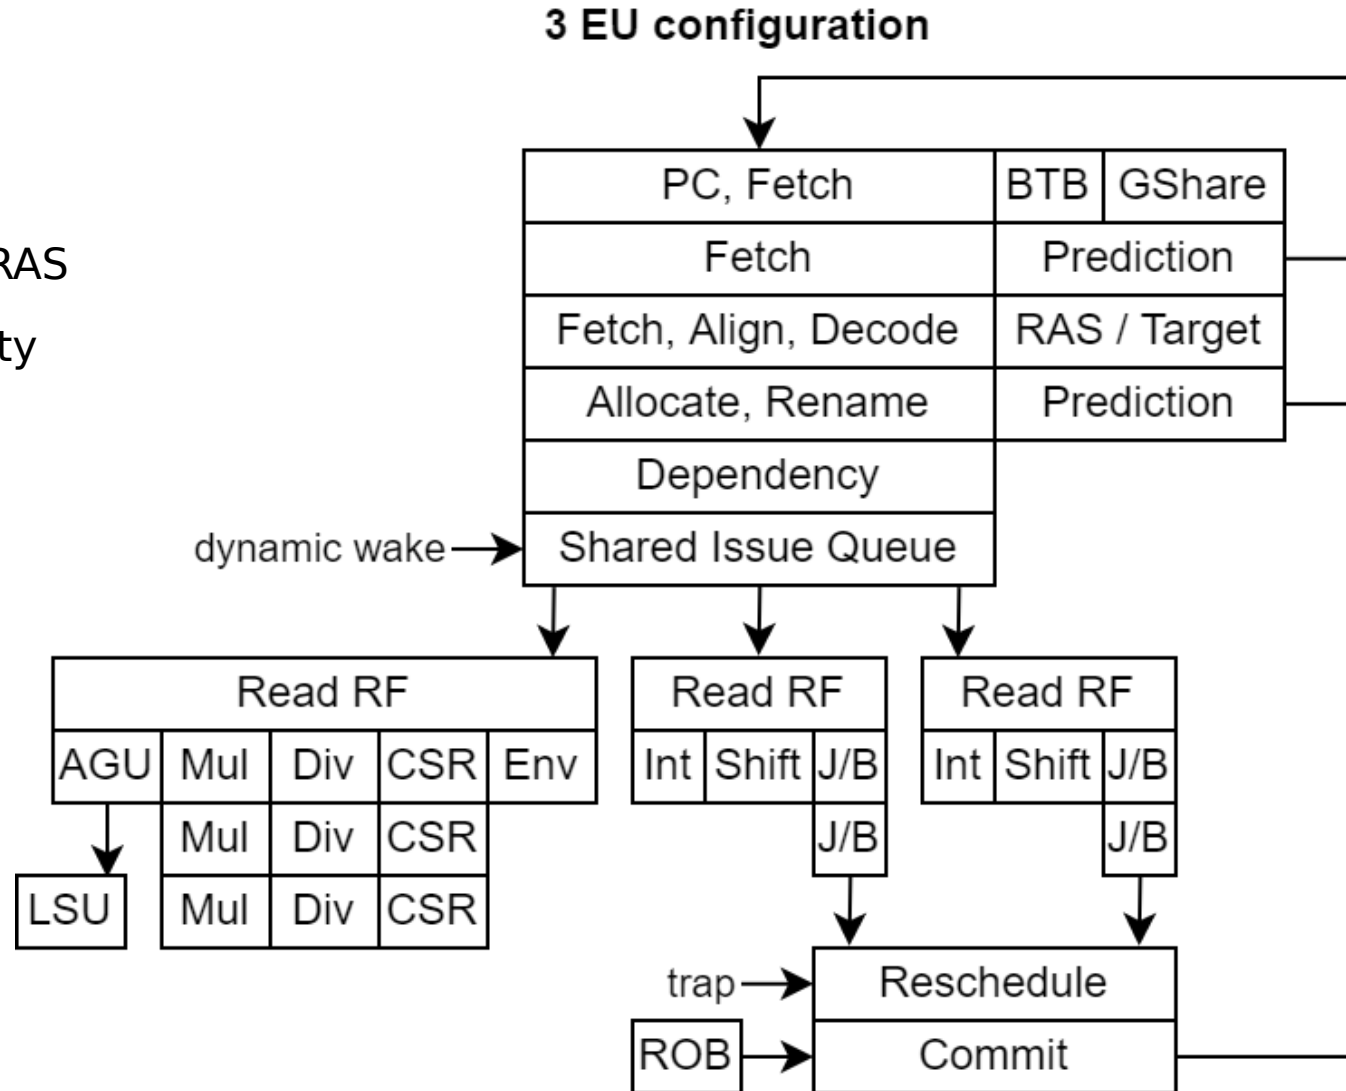 3 EU configuration
PC, Fetch BTB GShare
Fetch Prediction
RAS
Fetch, Align, Decode RAS / Target
ty
Allocate, Rename Prediction
Dependency
dynamic wake Shared Issue Queue
Read RF Read RF Read RF
AGU Mul Div CSR Env Int Shift J/B Int Shift J/B
Mul Div CSR J/B J/B
LSU Mul Div CSR
trap Reschedule
ROB Commit